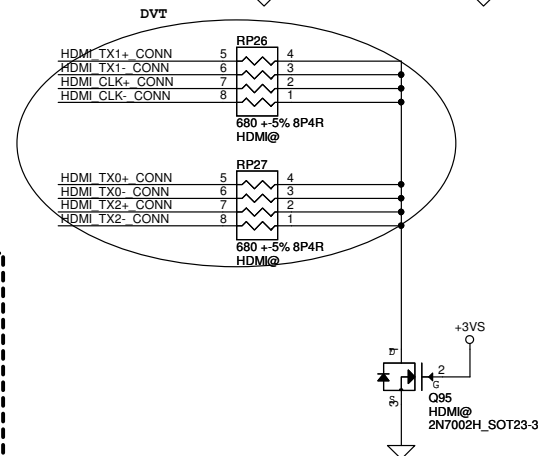 DVT
RP26
HDMI_TX1+_CONN 5 4
HDMI_TX1-_CONN 6 3
HDMI_CLK+_CONN 7 2
HDMI_CLK-_CONN 8 1
680 +-5% 8P4R
HDMI@
RP27
HDMI_TX0+_CONN 5 4
HDMI_TX0-_CONN 6 3
HDMI_TX2+_CONN 7 2
HDMI_TX2-_CONN 8 1
680 +-5% 8P4R
HDMI@
+3VS
D
2
G
S
Q95
HDMI@
2N7002H_SOT23-3